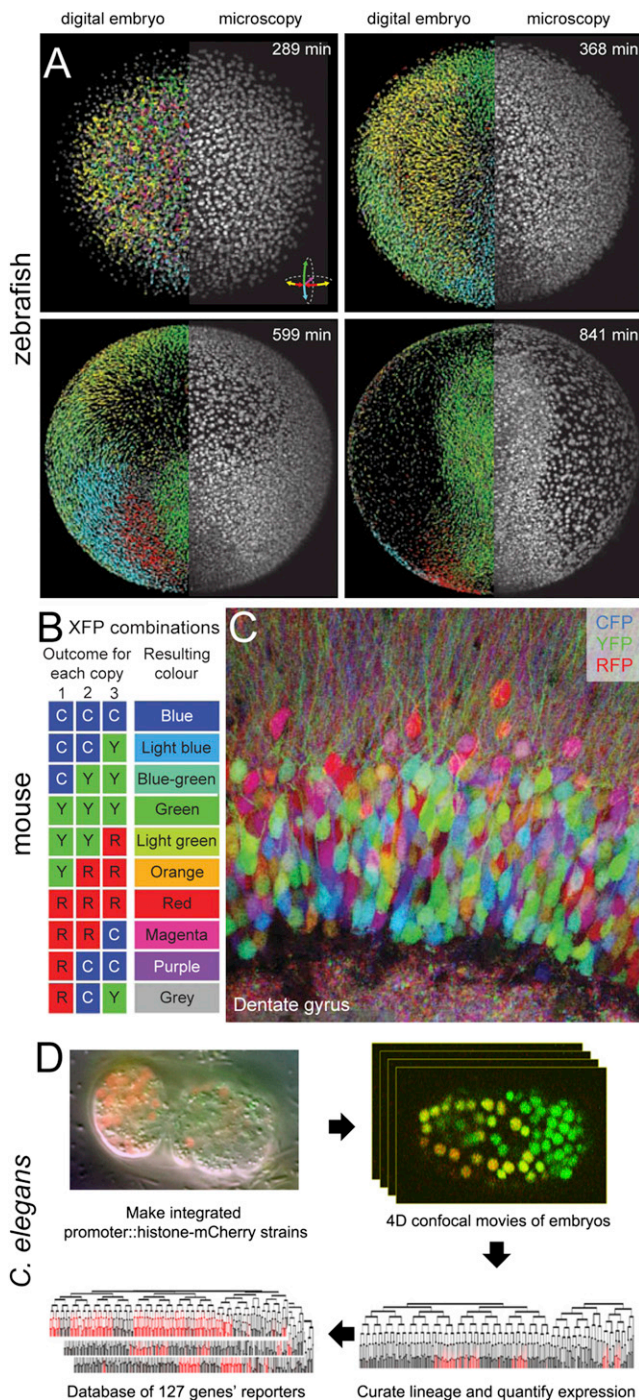 digital embryo microscopy digital embryo microscopy
A
289 min
368 min
zebrafish
599 min
841 min
B XFP combinations
Outcome for each copy
Resulting colour
1 2 3
C C C Blue
C C Y Light blue
C Y Y Blue-green
Y Y Y Green
Y Y R Light green
Y R R Orange
R R R Red
R R C Magenta
R C C Purple
R C Y Grey
mouse
C
CFP
YFP
RFP
Dentate gyrus
D
C. elegans
Make integrated
promoter::histone-mCherry strains
4D confocal movies of embryos
Database of 127 genes' reporters
Curate lineage and quantify expression